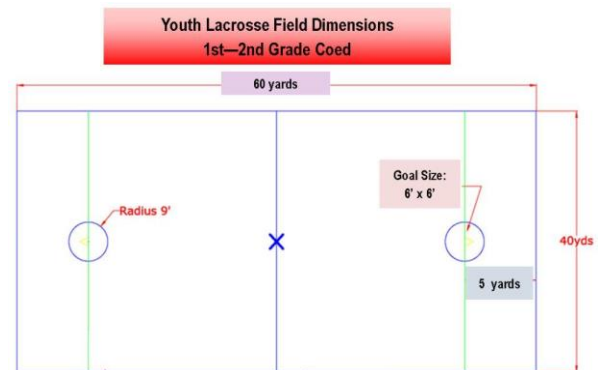 Youth Lacrosse Field Dimensions
1st—2nd Grade Coed
60 yards
Goal Size:
6' x 6'
Radius 9'
40yds
5 yards